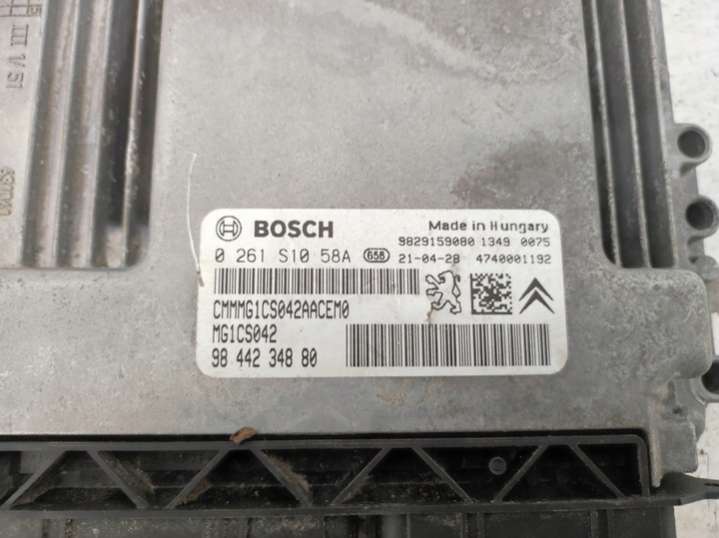 BOSCH
Made in Hungary
9829159080 1349 0075
0 261 S10 58A
G5B
21-04-28 4740001192
CMMMG1CS042AACEM0
MG1CS042
98 442 348 80